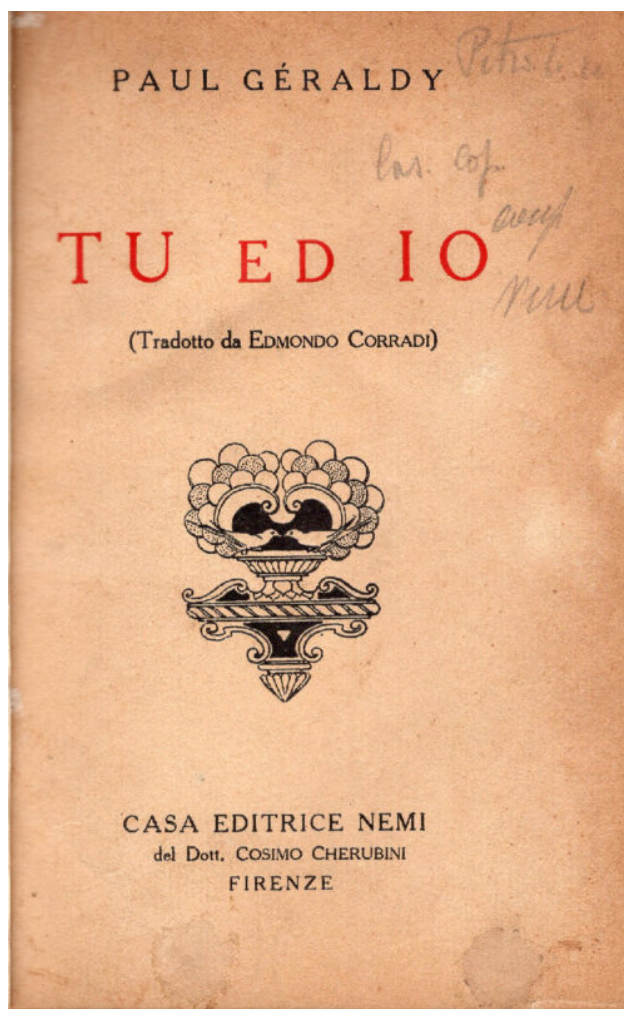 PAUL GÉRALDY
TU ED IO
(Tradotto da EDMONDO CORRADI)
CASA EDITRICE NEMI
del Dott. COSIMO CHERUBINI
FIRENZE